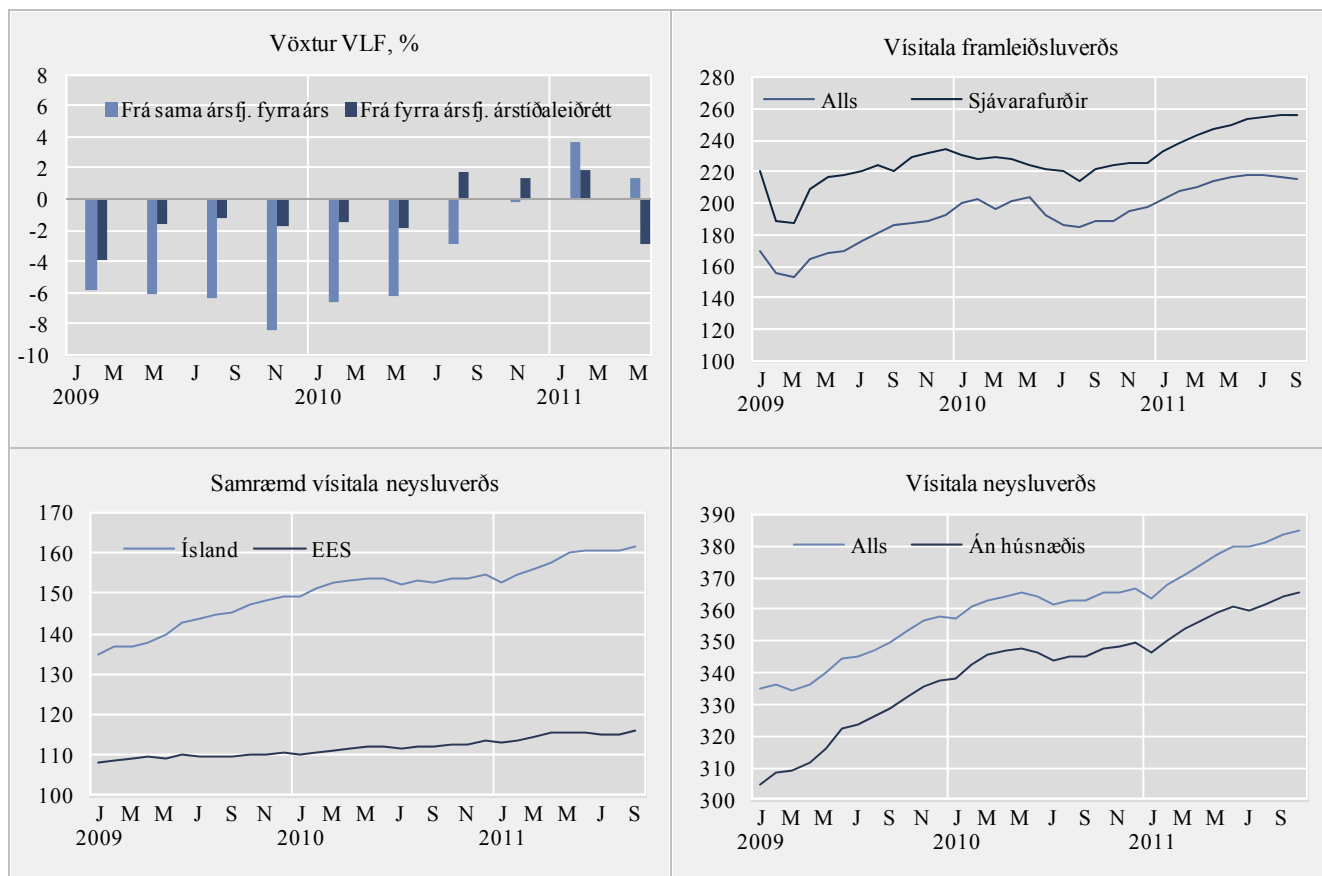 Vöxtur VLF, %
8
6
Frá sama ársfj. fyrra árs Frá fyrra ársfj. árstíðaleiðrétt
4
2
0
-2
-4
-6
-8
-10
J M M J S N J M M J S N J M M
2009 2010 2011
Vísitala framleiðsluverðs
280
Alls Sjávarafurðir
260
240
220
200
180
160
140
120
100
J M M J S N J M M J S N J M M J S
2009 2010 2011
Samræmd vísitala neysluverðs
170
Ísland EES
160
150
140
130
120
110
100
J M M J S N J M M J S N J M M J S
2009 2010 2011
Vísitala neysluverðs
390
Alls Án húsnæðis
380
370
360
350
340
330
320
310
300
J M M J S N J M M J S N J M M J S
2009 2010 2011